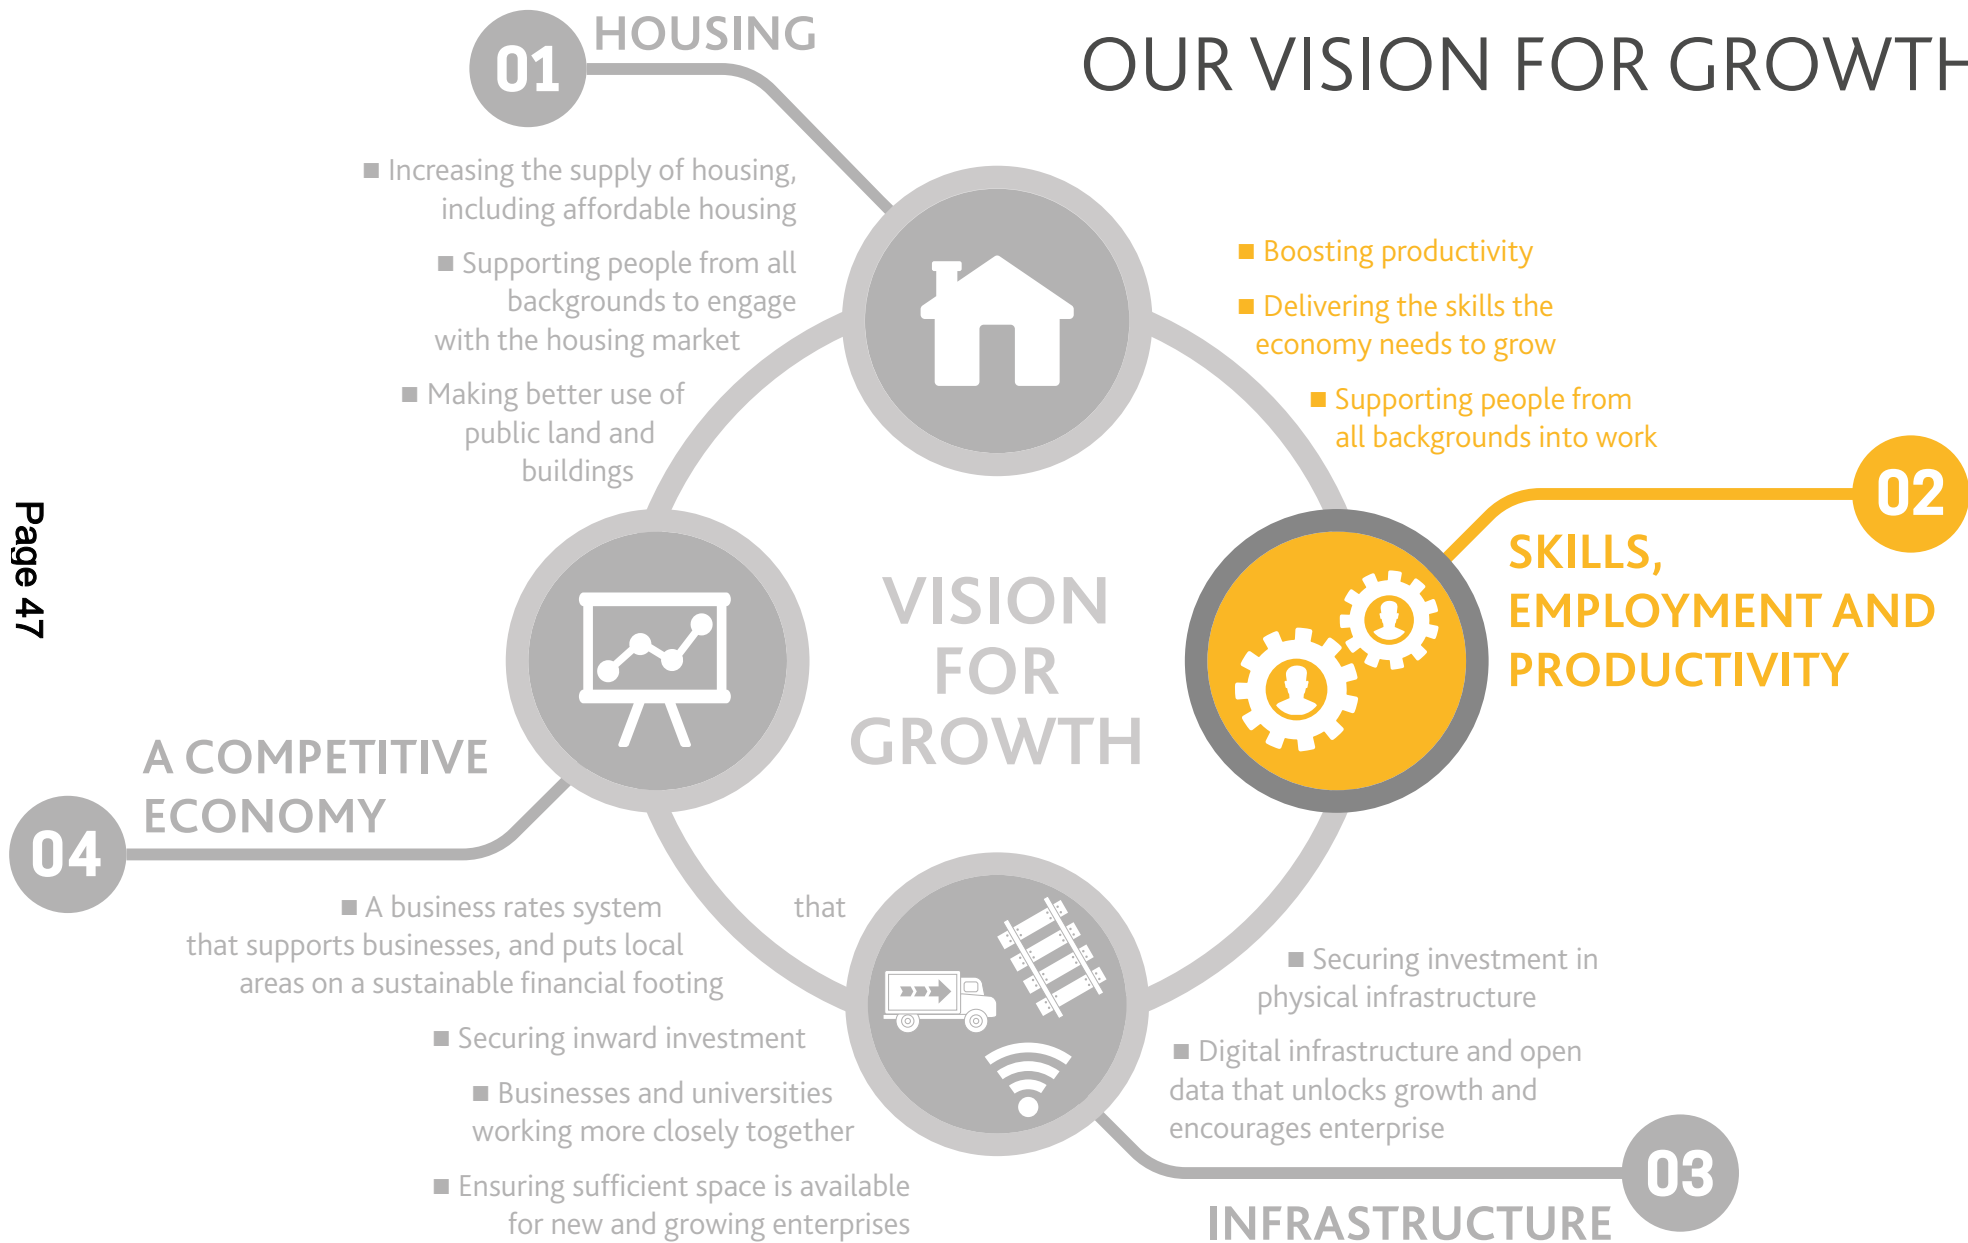 OUR VISION FOR GROWTH
01
HOUSING
■ Increasing the supply of housing,
including affordable housing
■ Supporting people from all
backgrounds to engage
with the housing market
■ Making better use of
public land and
buildings
■ Boosting productivity
■ Delivering the skills the
economy needs to grow
■ Supporting people from
all backgrounds into work
02
SKILLS,
EMPLOYMENT AND
PRODUCTIVITY
VISION
FOR
GROWTH
Page 47
A COMPETITIVE
ECONOMY
04
■ A business rates system
that
that supports businesses, and puts local
areas on a sustainable financial footing
■ Securing inward investment
■ Businesses and universities
working more closely together
■ Ensuring sufficient space is available
for new and growing enterprises
■ Securing investment in
physical infrastructure
■ Digital infrastructure and open
data that unlocks growth and
encourages enterprise
03
INFRASTRUCTURE